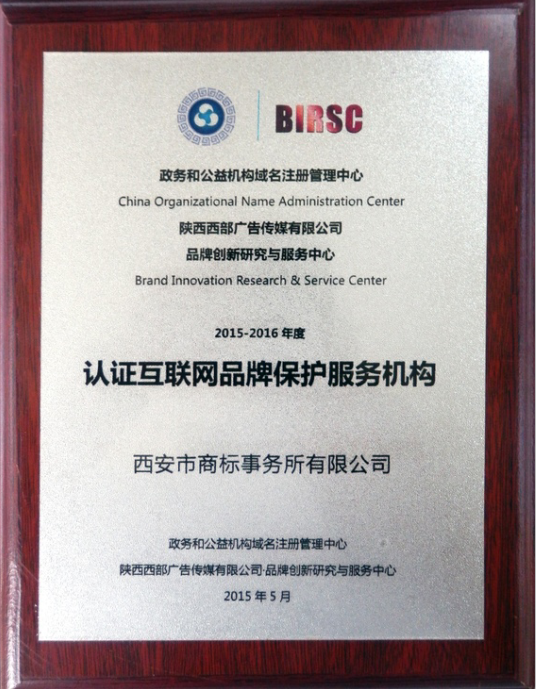 BIRSC
政务和公益机构域名注册管理中心
China Organizational Name Administration Center
陕西西部广告传媒有限公司
品牌创新研究与服务中心
Brand Innovation Research & Service Center
2015-2016 年度
认证互联网品牌保护服务机构
西安市商标事务所有限公司
政务和公益机构域名注册管理中心
陕西西部广告传媒有限公司·品牌创新研究与服务中心
2015 年 5 月